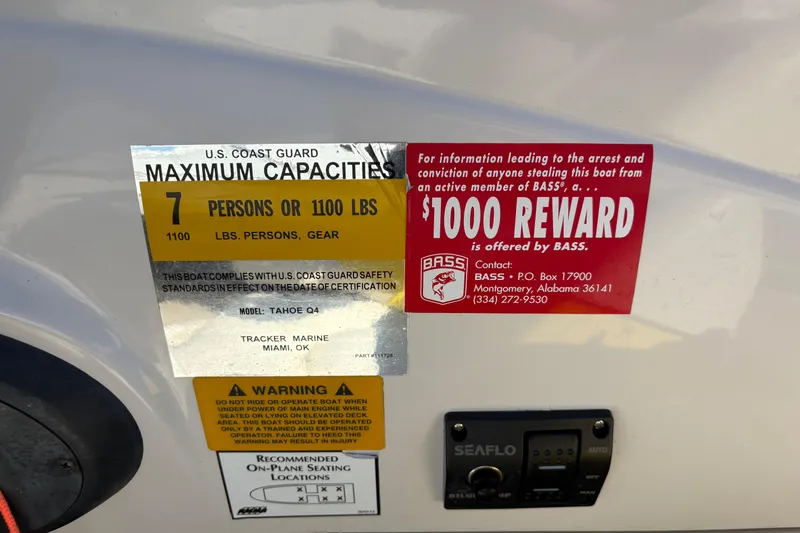 U.S. COAST GUARD
MAXIMUM CAPACITIES
7 PERSONS OR 1100 LBS
1100 LBS. PERSONS, GEAR
THIS BOAT COMPLIES WITH U.S. COAST GUARD SAFETY
STANDARDS IN EFFECT ON THE DATE OF CERTIFICATION
MODEL: TAHOE Q4
TRACKER MARINE
MIAMI, OK
For information leading to the arrest and
conviction of anyone stealing this boat from
an active member of BASS®, a. . .
$1000 REWARD
is offered by BASS.
BASS
Contact:
BASS • P.O. Box 17900
Montgomery, Alabama 36141
(334) 272-9530
WARNING
DO NOT RIDE OR OPERATE BOAT WHEN
UNDER POWER OF MAIN ENGINE WHILE
SEATED OR LYING ON ELEVATED DECK
AREA. THIS BOAT SHOULD BE OPERATED
ONLY BY A TRAINED AND EXPERIENCED
OPERATOR. FAILURE TO HEED THIS
WARNING MAY RESULT IN INJURY
RECOMMENDED
ON-PLANE SEATING
LOCATIONS
SEAFLO
AUTO
OFF
MAN